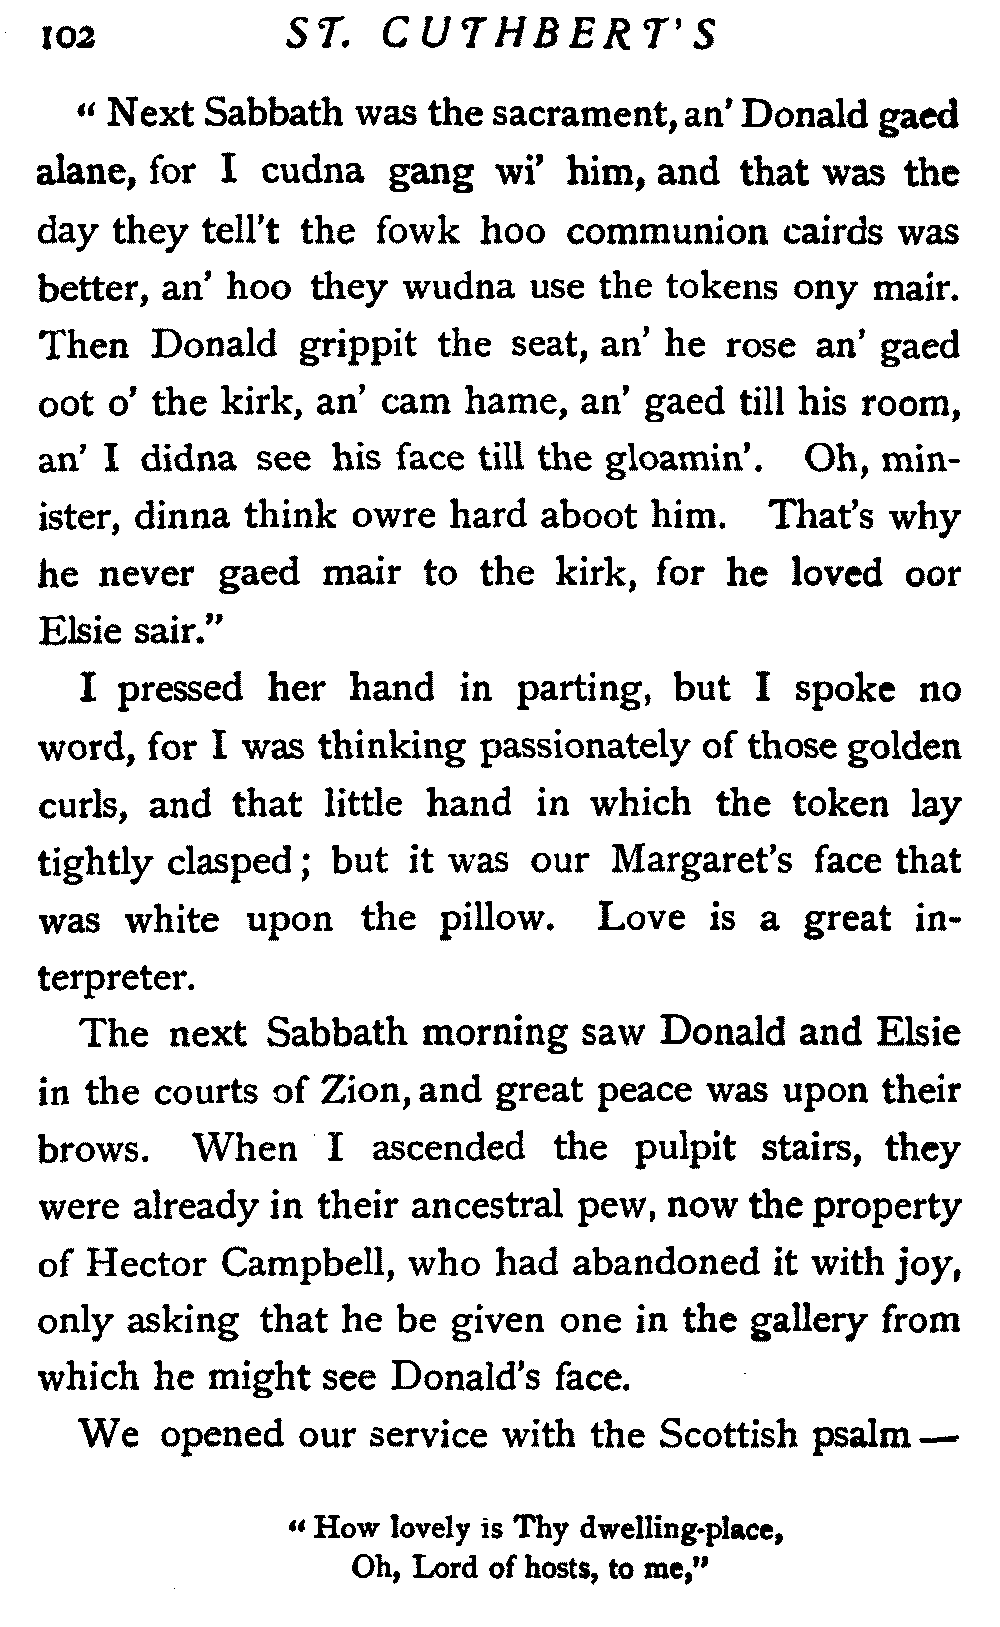 102 ST. CUTHBERT'S
“ Next Sabbath was the sacrament, an' Donald gaed
alane, for I cudna gang wi' him, and that was the
day they tell't the fowk hoo communion cairds was
better, an' hoo they wudna use the tokens ony mair.
Then Donald grippit the seat, an' he rose an' gaed
oot o' the kirk, an' cam hame, an' gaed till his room,
an' I didna see his face till the gloamin'. Oh, min-
ister, dinna think owre hard aboot him. That's why
he never gaed mair to the kirk, for he loved oor
Elsie sair.”
I pressed her hand in parting, but I spoke no
word, for I was thinking passionately of those golden
curls, and that little hand in which the token lay
tightly clasped ; but it was our Margaret's face that
was white upon the pillow. Love is a great in-
terpreter.
The next Sabbath morning saw Donald and Elsie
in the courts of Zion, and great peace was upon their
brows. When I ascended the pulpit stairs, they
were already in their ancestral pew, now the property
of Hector Campbell, who had abandoned it with joy,
only asking that he be given one in the gallery from
which he might see Donald's face.
We opened our service with the Scottish psalm —
“ How lovely is Thy dwelling-place,
Oh, Lord of hosts, to me,”